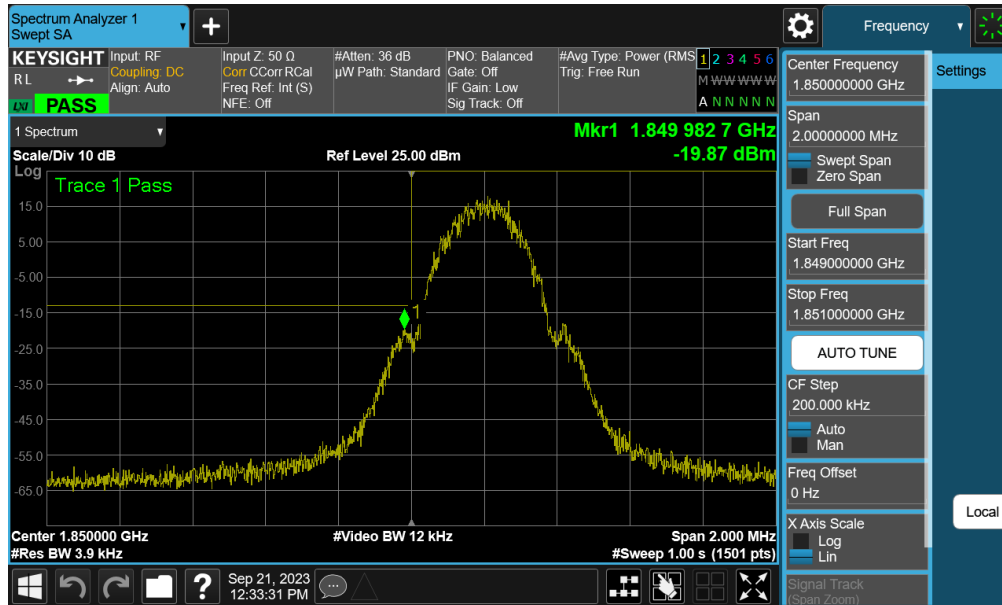 Spectrum Analyzer 1
Swept SA
Frequency
KEYSIGHT
R L
LXI
PASS
Input: RF
Coupling: DC
Align: Auto
Input Z: 50 Ω
Corr CCorr RCal
Freq Ref: Int (S)
NFE: Off
#Atten: 36 dB
µW Path: Standard
PNO: Balanced
Gate: Off
IF Gain: Low
Sig Track: Off
#Avg Type: Power (RMS
Trig: Free Run
1 2 3 4 5 6
M W W W W W
A N N N N N
1 Spectrum
Scale/Div 10 dB
Ref Level 25.00 dBm
Mkr1 1.849 982 7 GHz
-19.87 dBm
Log
Trace 1 Pass
15.0
5.00
-5.00
-15.0
-25.0
-35.0
-45.0
-55.0
-65.0
1
Center 1.850000 GHz
#Res BW 3.9 kHz
#Video BW 12 kHz
Span 2.000 MHz
#Sweep 1.00 s (1501 pts)
Sep 21, 2023
12:33:31 PM
Center Frequency
1.850000000 GHz
Span
2.00000000 MHz
Swept Span
Zero Span
Full Span
Start Freq
1.849000000 GHz
Stop Freq
1.851000000 GHz
AUTO TUNE
CF Step
200.000 kHz
Auto
Man
Freq Offset
0 Hz
X Axis Scale
Log
Lin
Signal Track
(Span Zoom)
Settings
Local